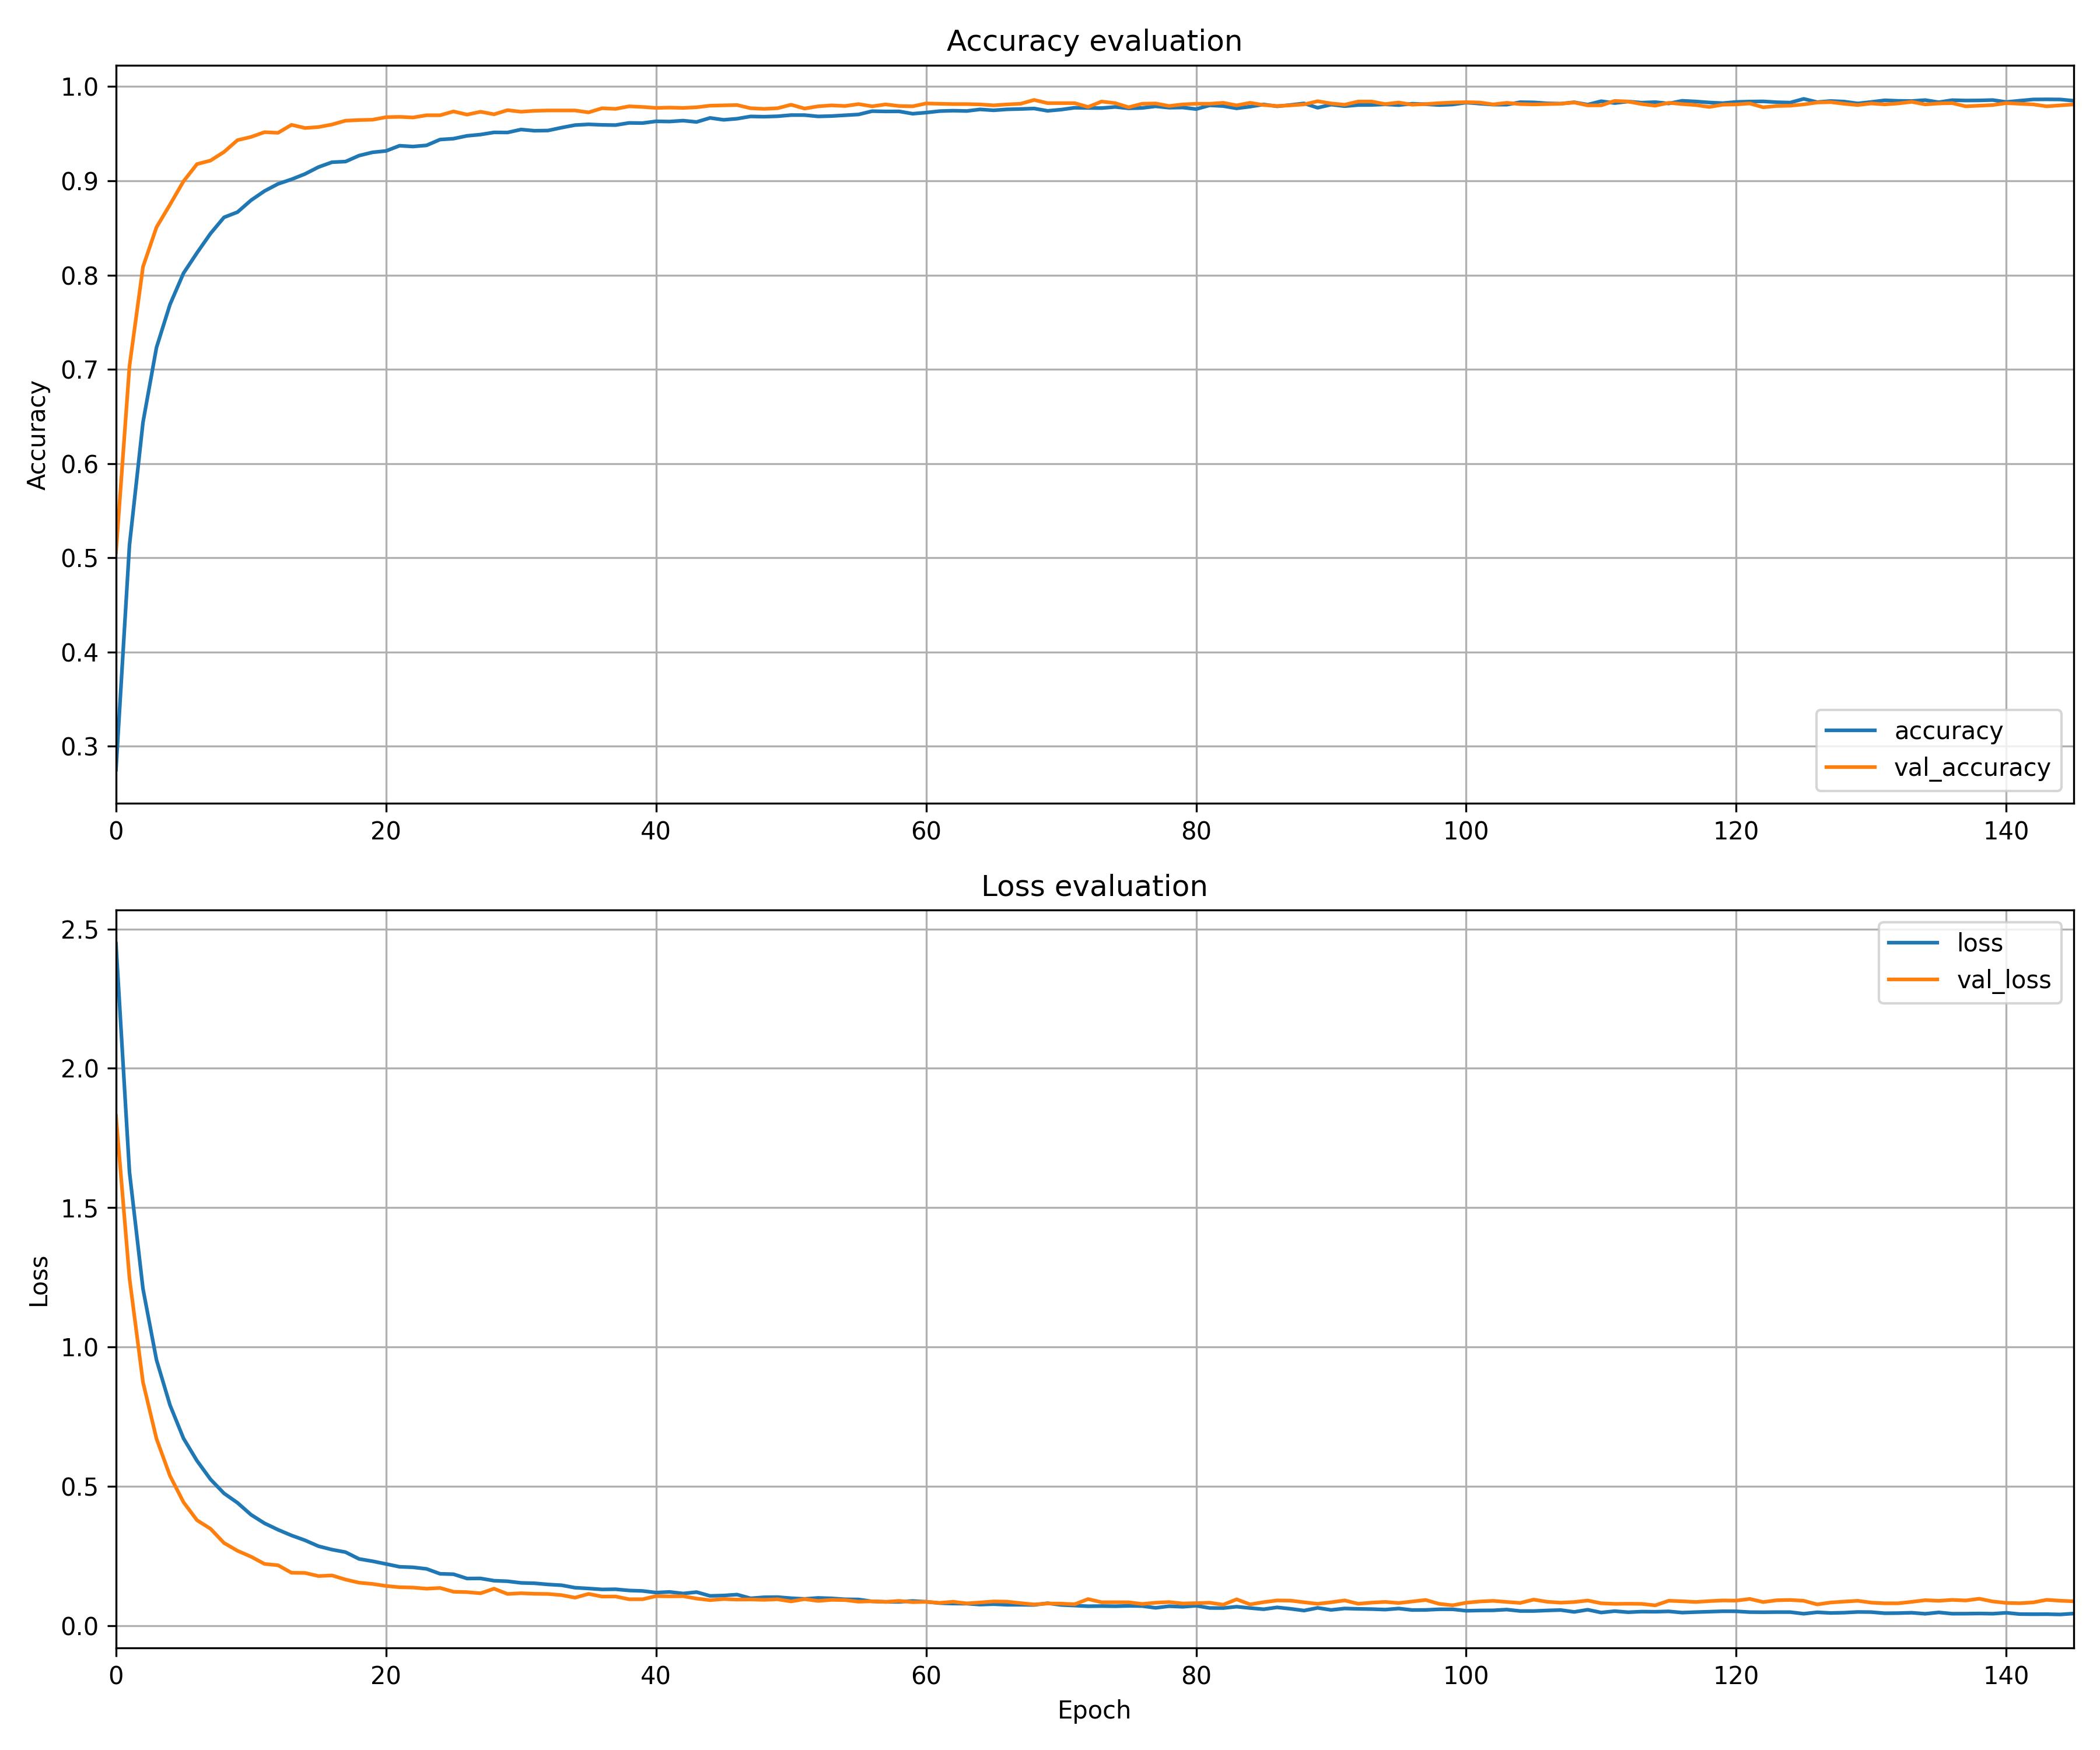 Accuracy evaluation
1.0
0.9
0.8
0.7
0.6
0.5
0.4
0.3
Accuracy
accuracy
val_accuracy
0 20 40 60 80 100 120 140
Loss evaluation
2.5
2.0
1.5
1.0
0.5
0.0
Loss
loss
val_loss
0 20 40 60 80 100 120 140
Epoch